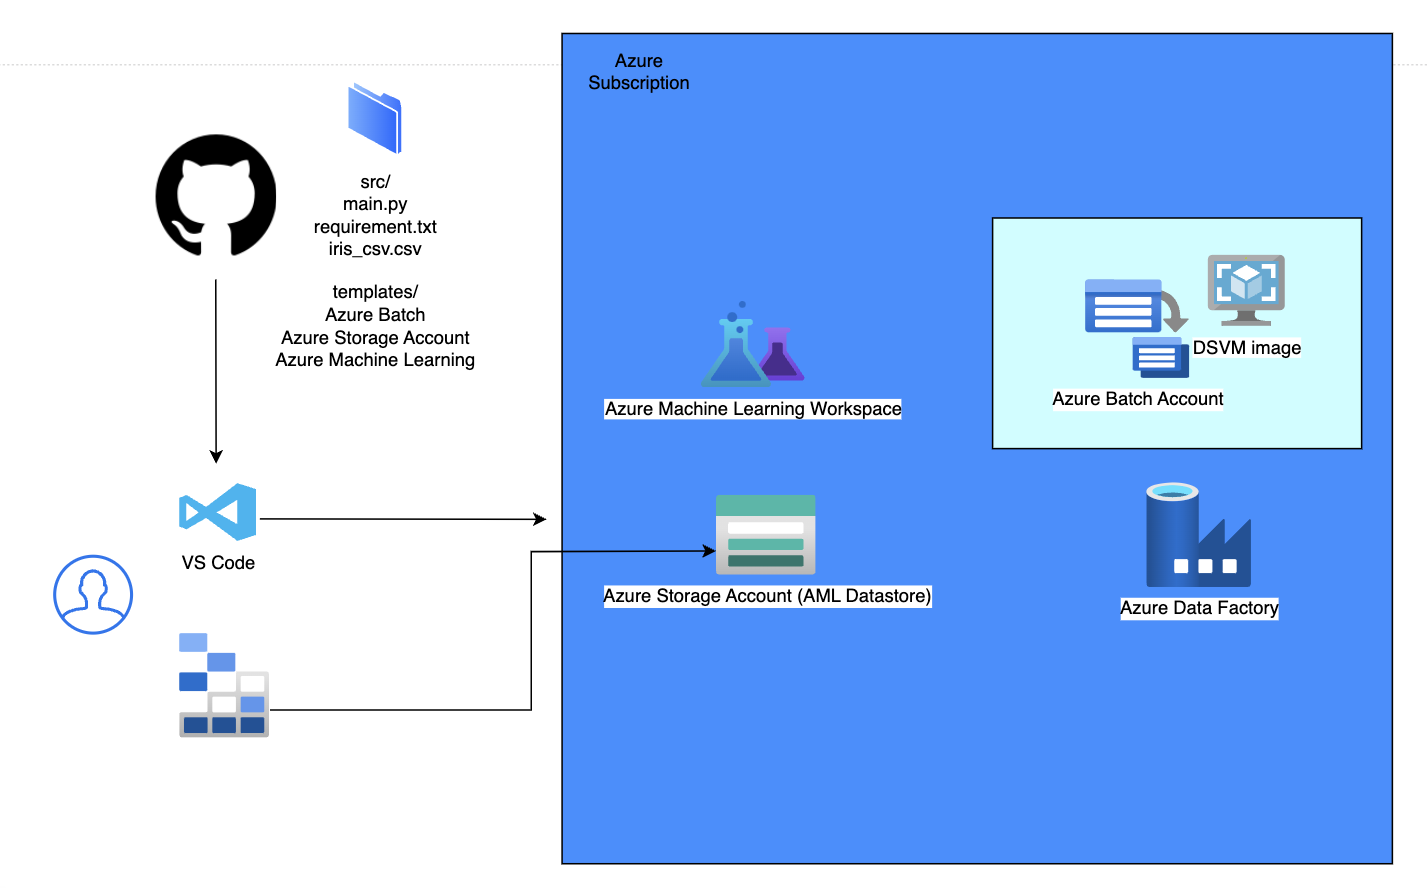 Azure
Subscription
src/
main.py
requirement.txt
iris_csv.csv
templates/
Azure Batch
Azure Storage Account
Azure Machine Learning
DSVM image
Azure Batch Account
Azure Machine Learning Workspace
VS Code
Azure Storage Account (AML Datastore)
Azure Data Factory